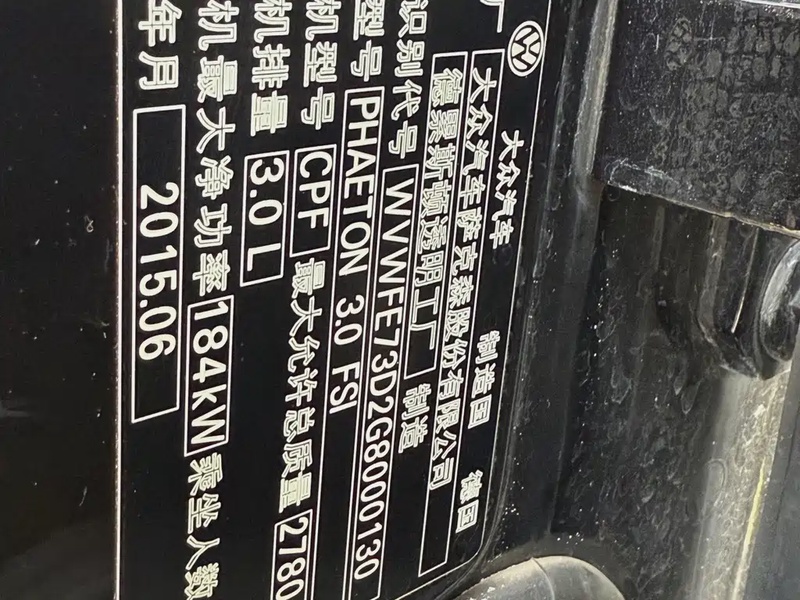 大众汽车 制造国 德国
大众汽车萨克森股份有限公司
厂 德累斯顿透明工厂 制造
识别代号 WVWFE73D2G8000130
型号 PHAETON 3.0 FSI
机型号 CPF 最大允许总质量 2780
机排量 3.0 L
机最大净功率 184kW 乘坐人数
年月 2015.06